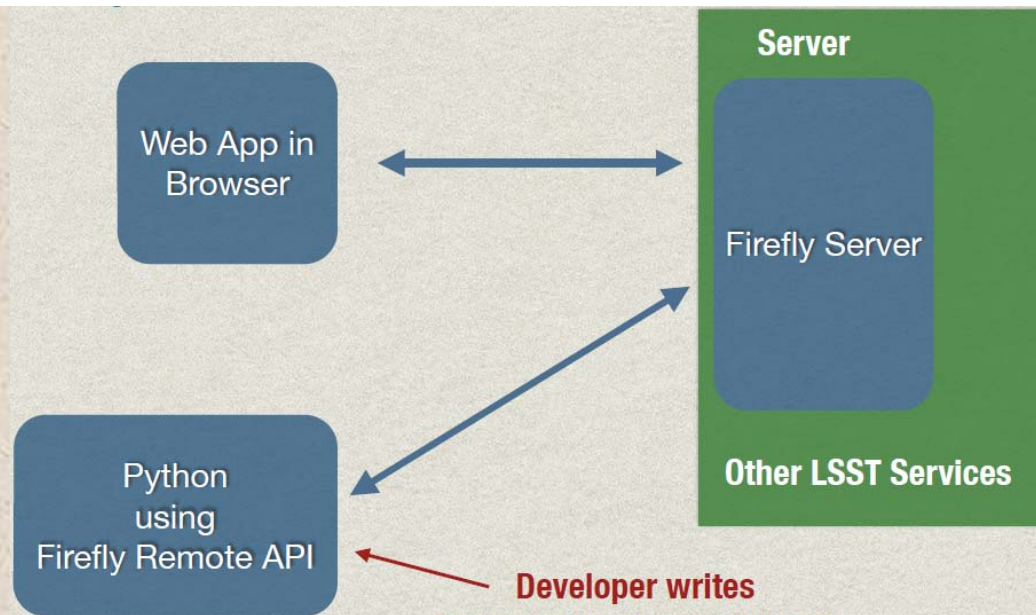 Server
Web App in
Browser
Firefly Server
Python
using
Firefly Remote API
Other LSST Services
Developer writes